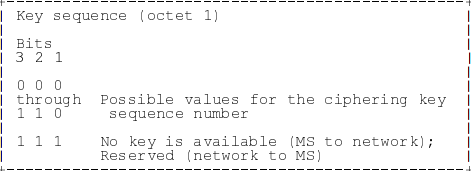 Key sequence (octet 1)
Bits
3 2 1
0 0 0
through Possible values for the ciphering key
1 1 0 sequence number
1 1 1 No key is available (MS to network);
Reserved (network to MS)